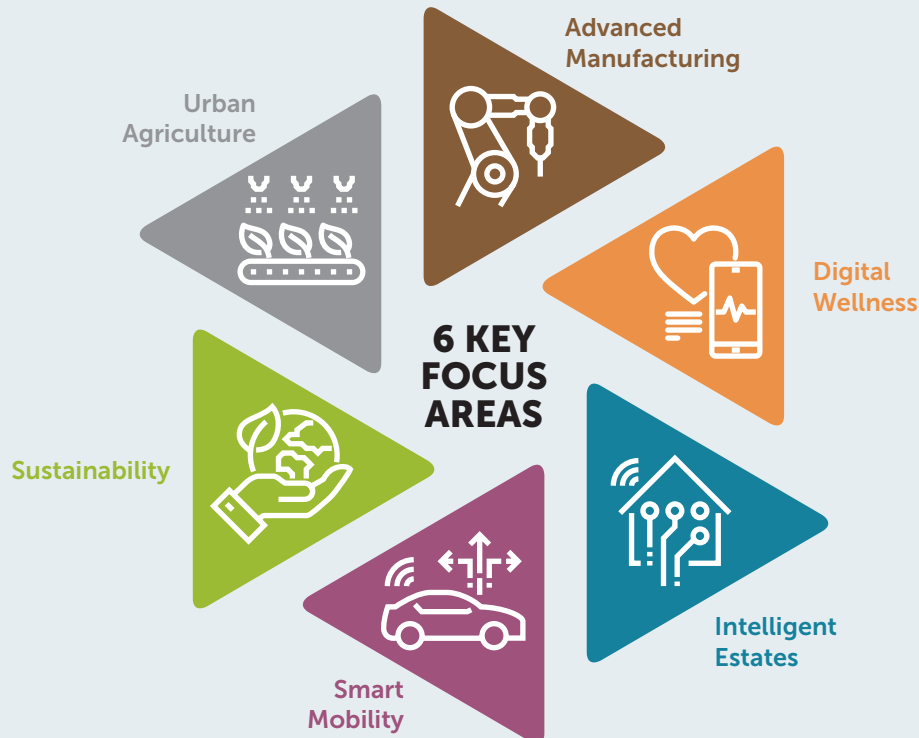 Advanced
Manufacturing
Urban
Agriculture
Digital
Wellness
6 KEY
FOCUS
AREAS
Sustainability
Intelligent
Estates
Smart
Mobility